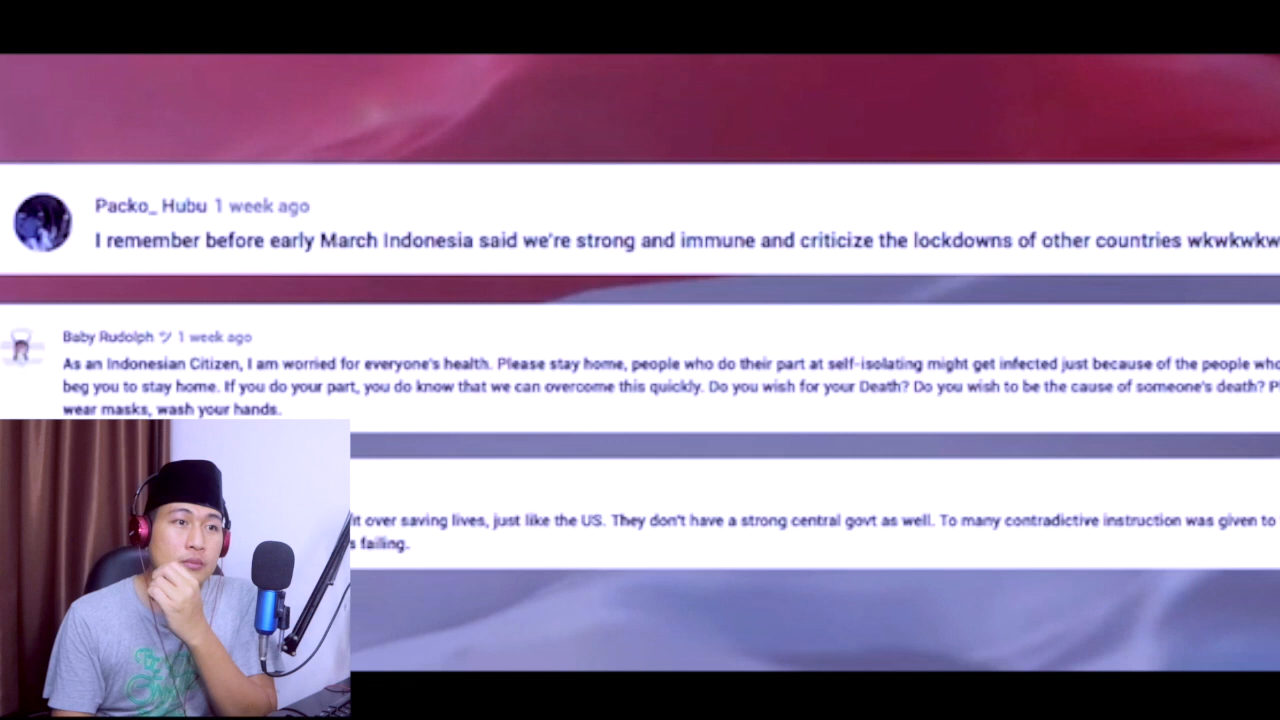 Packo_ Hubu 1 week ago
I remember before early March Indonesia said we're strong and immune and criticize the lockdowns of other countries wkwkwkw
Baby Rudolph ツ 1 week ago
As an Indonesian Citizen, I am worried for everyone's health. Please stay home, people who do their part at self-isolating might get infected just because of the people who
beg you to stay home. If you do your part, you do know that we can overcome this quickly. Do you wish for your Death? Do you wish to be the cause of someone's death?
wear masks, wash your hands.
over saving lives, just like the US. They don't have a strong central govt as well. To many contradictive instruction was given to
failing.